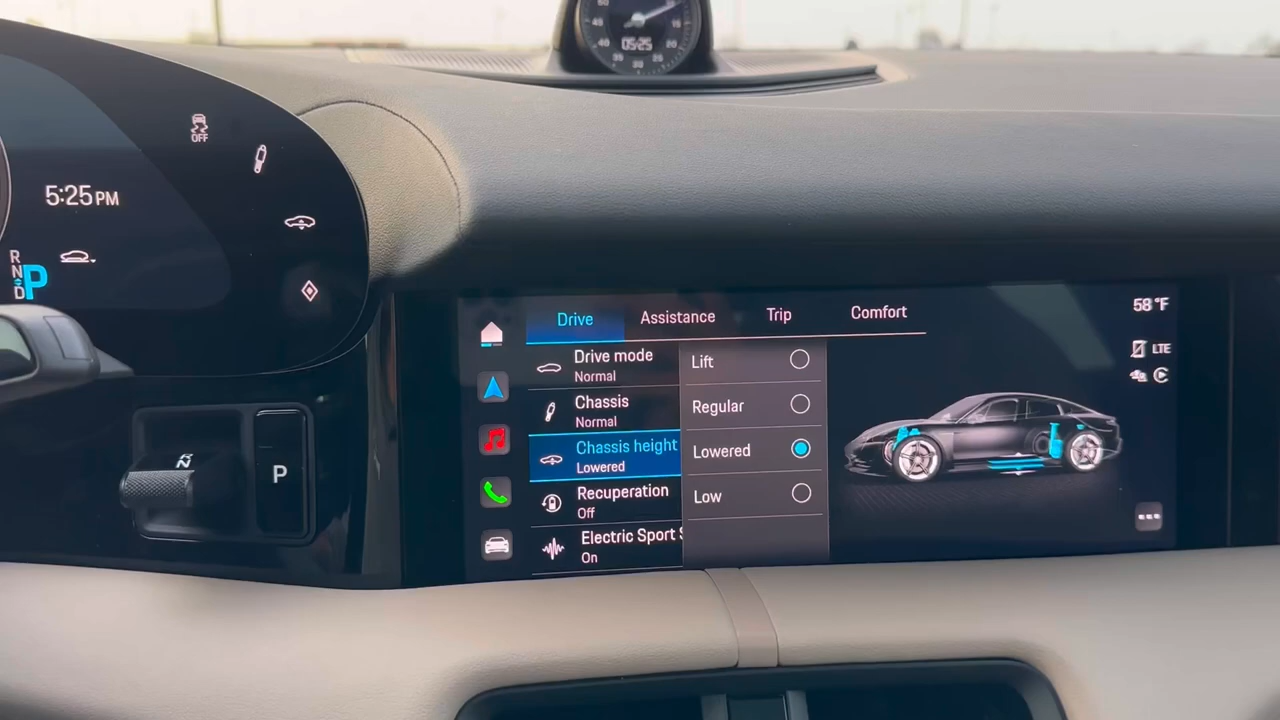 05:25
OFF
5:25 PM
R
N
D
P
P
Drive
Assistance
Trip
Comfort
58 °F
LTE
Drive mode
Normal
Chassis
Normal
Chassis height
Lowered
Recuperation
Off
Electric Sport S
On
Lift
Regular
Lowered
Low